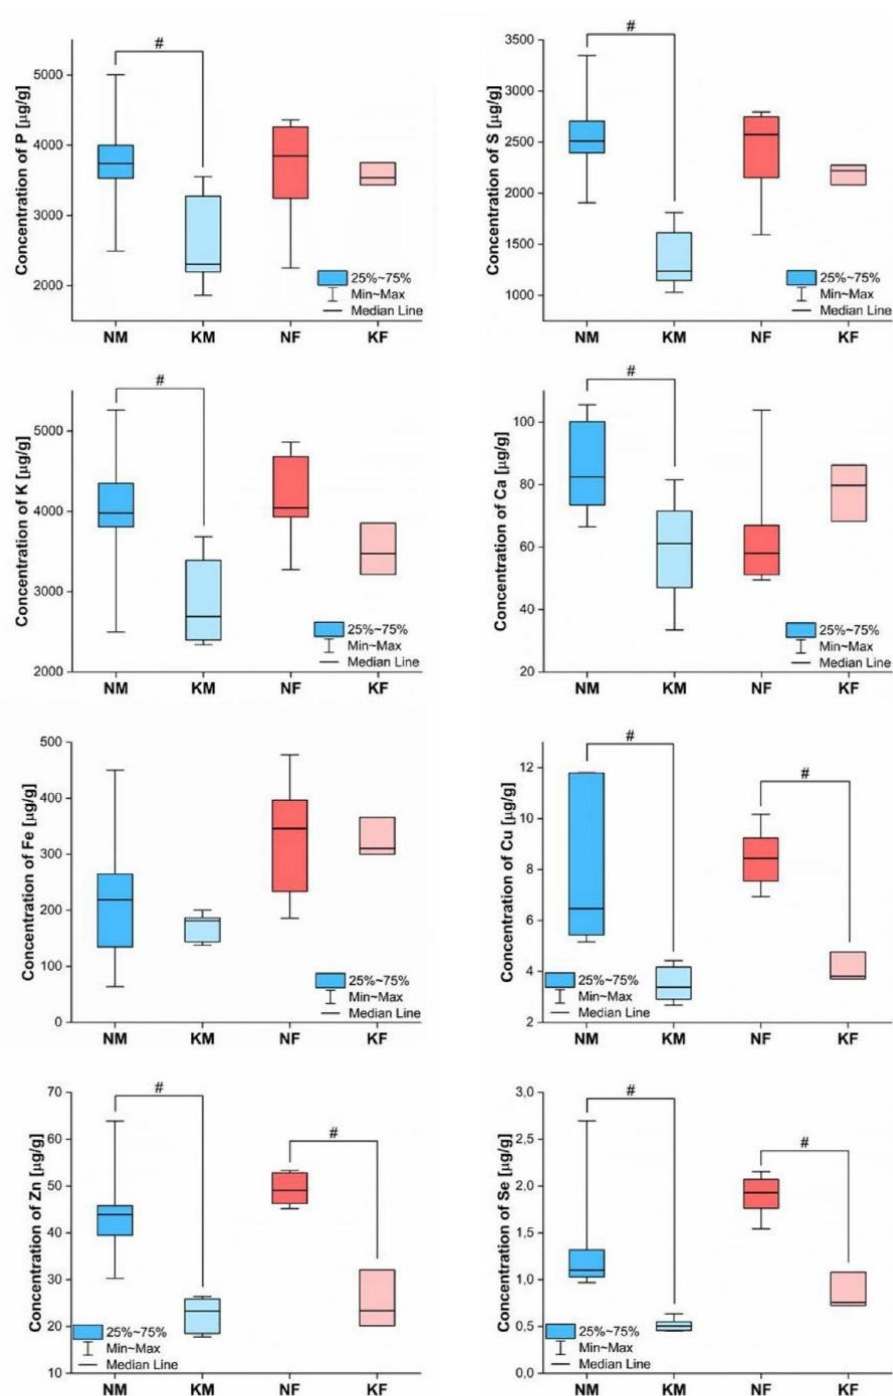 #
Concentration of P [µg/g]
5000
4000
3000
2000
25%~75%
Min~Max
Median Line
NM KM NF KF
#
Concentration of S [µg/g]
3500
3000
2500
2000
1500
1000
25%~75%
Min~Max
Median Line
NM KM NF KF
#
Concentration of K [µg/g]
5000
4000
3000
2000
25%~75%
Min~Max
Median Line
NM KM NF KF
#
Concentration of Ca [µg/g]
100
80
60
40
20
25%~75%
Min~Max
Median Line
NM KM NF KF
Concentration of Fe [µg/g]
500
400
300
200
100
0
25%~75%
Min~Max
Median Line
NM KM NF KF
# #
Concentration of Cu [µg/g]
12
10
8
6
4
2
25%~75%
Min~Max
Median Line
NM KM NF KF
# #
Concentration of Zn [µg/g]
70
60
50
40
30
20
10
25%~75%
Min~Max
Median Line
NM KM NF KF
# #
Concentration of Se [µg/g]
3.0
2.5
2.0
1.5
1.0
0.5
0.0
25%~75%
Min~Max
Median Line
NM KM NF KF